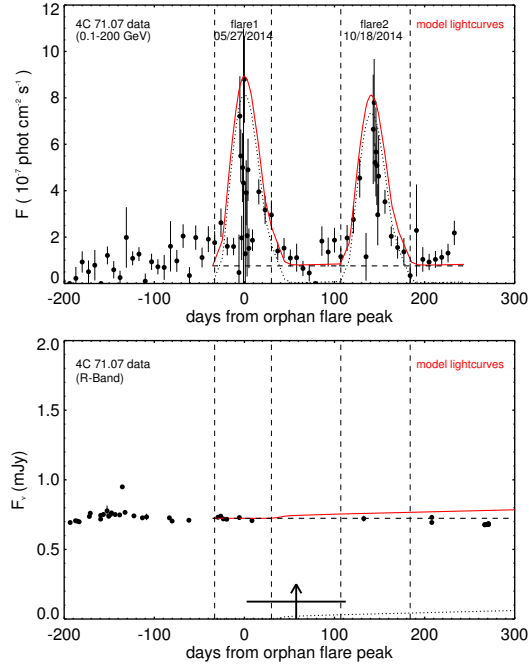 4C 71.07 data
(0.1-200 GeV)
flare1
05/27/2014
flare2
10/18/2014
model lightcurves
F ( 10⁻⁷ phot cm⁻² s⁻¹ )
12
10
8
6
4
2
0
-200 -100 0 100 200 300
days from orphan flare peak
4C 71.07 data
(R-Band)
model lightcurves
Fᵥ (mJy)
2.0
1.5
1.0
0.5
0.0
-200 -100 0 100 200 300
days from orphan flare peak